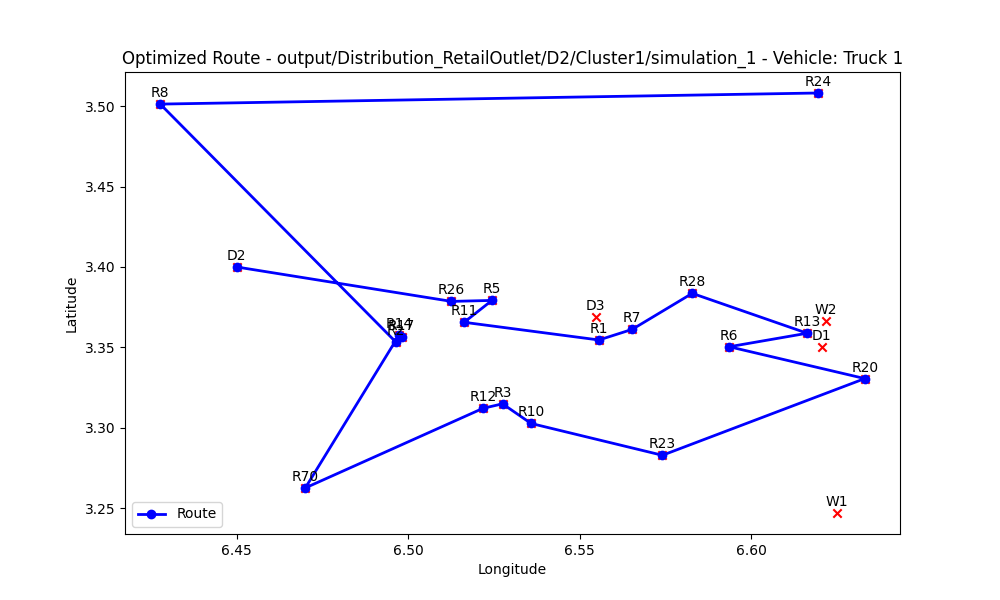 Optimized Route - output/Distribution_RetailOutlet/D2/Cluster1/simulation_1 - Vehicle: Truck 1
R24
R8
3.50
3.45
D2
3.40
R28
R26
R5
D3
W2
R11
R13
R7
R1
R14
R17
R6
D1
3.35
R20
R12
R3
R10
3.30
R23
R70
W1
3.25
Route
6.45
6.50
6.55
6.60
Longitude
Latitude